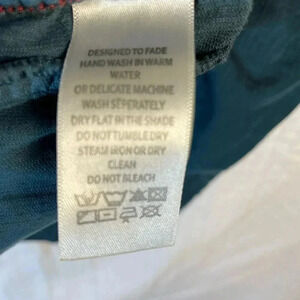 DESIGNED TO FADE
HAND WASH IN WARM
WATER
OR DELICATE MACHINE
WASH SEPERATELY
DRY FLAT IN THE SHADE
DO NOT TUMBLE DRY
STEAM IRON OR DRY
CLEAN
DO NOT BLEACH